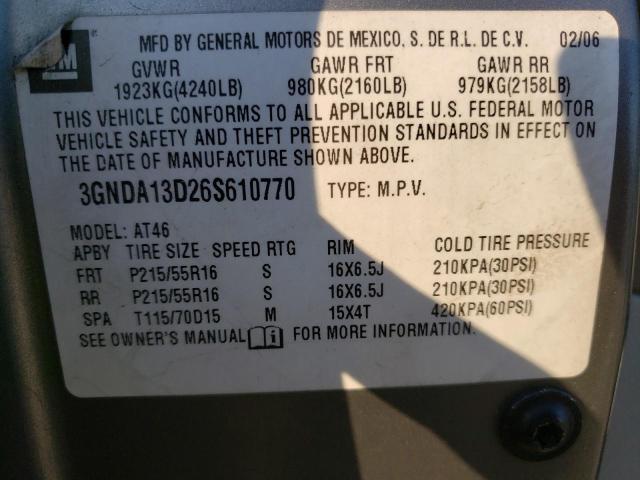 GM
MFD BY GENERAL MOTORS DE MEXICO, S. DE R.L. DE C.V. 02/06
GVWR GAWR FRT GAWR RR
1923KG(4240LB) 980KG(2160LB) 979KG(2158LB)
THIS VEHICLE CONFORMS TO ALL APPLICABLE U.S. FEDERAL MOTOR
VEHICLE SAFETY AND THEFT PREVENTION STANDARDS IN EFFECT ON
THE DATE OF MANUFACTURE SHOWN ABOVE.
3GNDA13D26S610770 TYPE: M.P.V.
MODEL: AT46
APBY TIRE SIZE SPEED RTG RIM COLD TIRE PRESSURE
FRT P215/55R16 S 16X6.5J 210KPA(30PSI)
RR P215/55R16 S 16X6.5J 210KPA(30PSI)
SPA T115/70D15 M 15X4T 420KPA(60PSI)
SEE OWNER'S MANUAL FOR MORE INFORMATION.